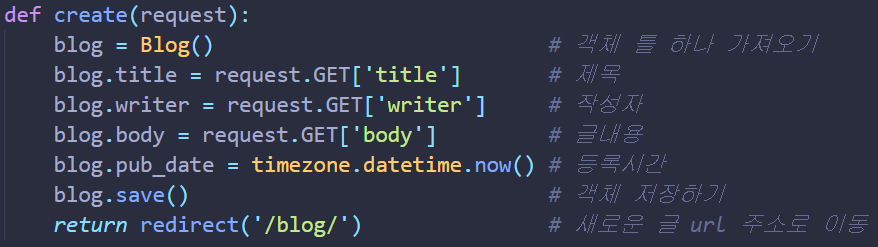 def create(request):
    blog = Blog() # 객체 틀 하나 가져오기
    blog.title = request.GET['title'] # 제목
    blog.writer = request.GET['writer'] # 작성자
    blog.body = request.GET['body'] # 글내용
    blog.pub_date = timezone.datetime.now() # 등록시간
    blog.save() # 객체 저장하기
    return redirect('/blog/') # 새로운 글 url 주소로 이동